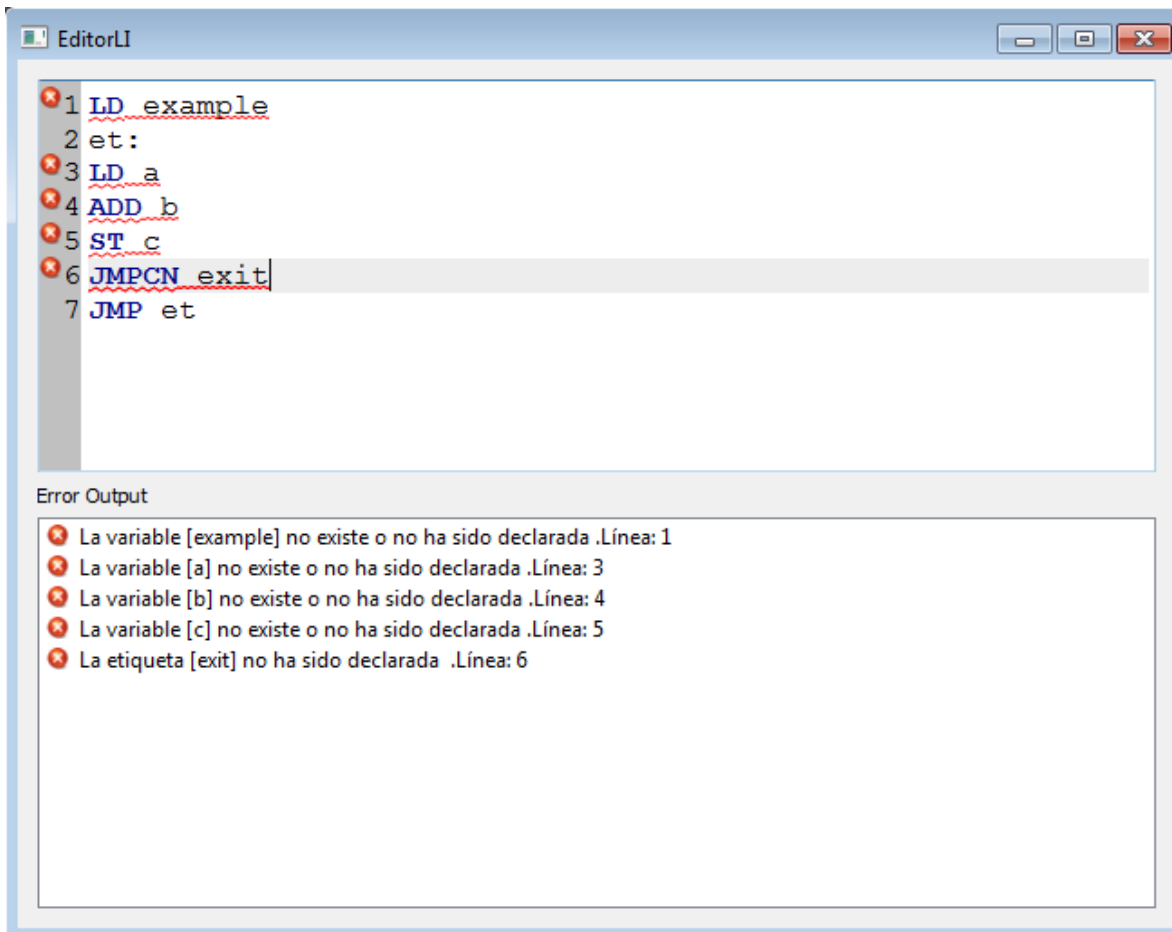 EditorLI
1 LD example
2 et:
3 LD a
4 ADD b
5 ST c
6 JMPCN exit
7 JMP et
Error Output
La variable [example] no existe o no ha sido declarada .Línea: 1
La variable [a] no existe o no ha sido declarada .Línea: 3
La variable [b] no existe o no ha sido declarada .Línea: 4
La variable [c] no existe o no ha sido declarada .Línea: 5
La etiqueta [exit] no ha sido declarada  .Línea: 6